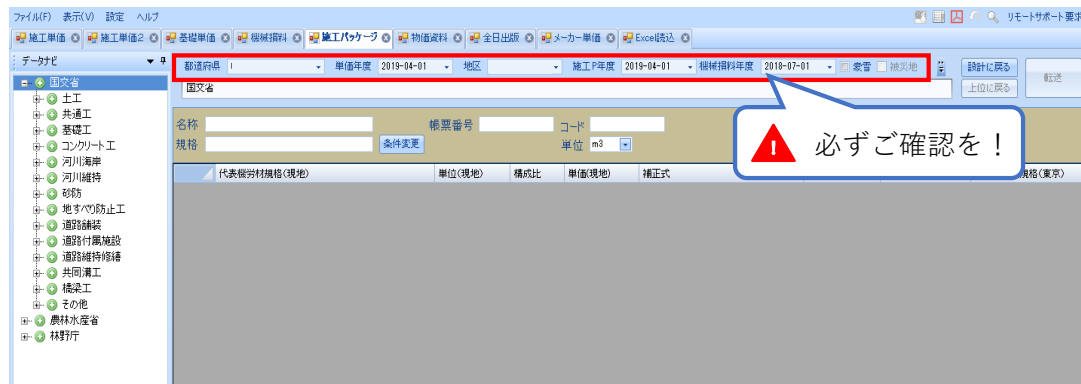 ファイル(F) 表示(V) 設定 ヘルプ リモートサポート要求
施工単価 施工単価2 基礎単価 機械損料 施工パッケージ 物価資料 全日出版 メーカー単価 Excel読込
データナビ
都道府県 単価年度 2019-04-01 地区 施工P年度 2019-04-01 機械損料年度 2018-07-01 豪雪 被災地 設計に戻る 転送
国交省 上位に戻る
国交省
土工
共通工
基礎工
コンクリート工
河川海岸
河川維持
砂防
地すべり防止工
道路舗装
道路付属施設
道路維持修繕
共同溝工
橋梁工
その他
農林水産省
林野庁
名称 帳票番号 コード
規格 条件変更 単位 m3
必ずご確認を！
代表機労材規格(現地) 単位(現地) 構成比 単価(現地) 補正式 規格(東京)